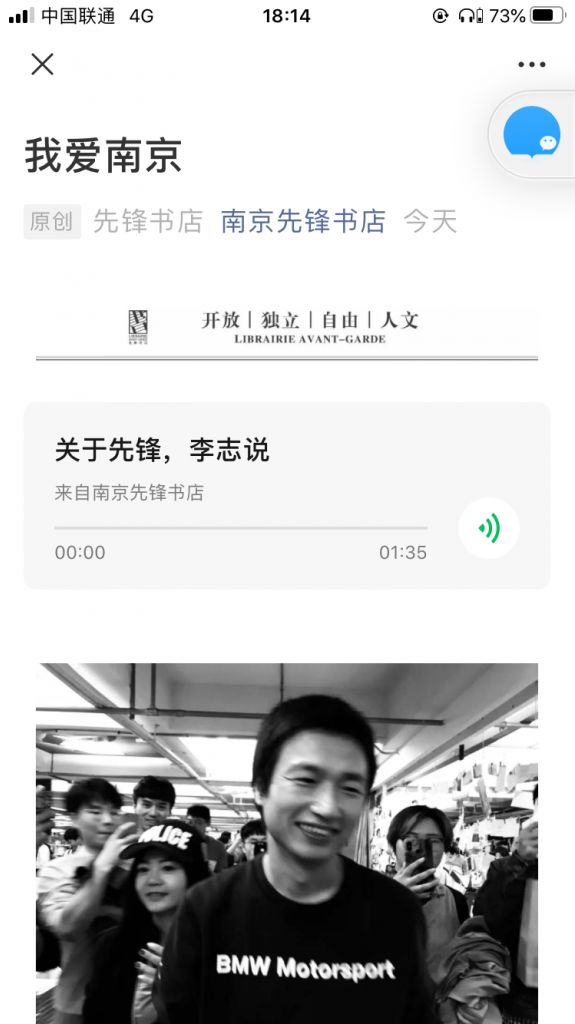 中国联通 4G 18:14 73%
我爱南京
原创 先锋书店 南京先锋书店 今天
开放｜独立｜自由｜人文
LIBRAIRIE AVANT-GARDE
关于先锋，李志说
来自南京先锋书店
00:00 01:35
POLICE
BMW Motorsport